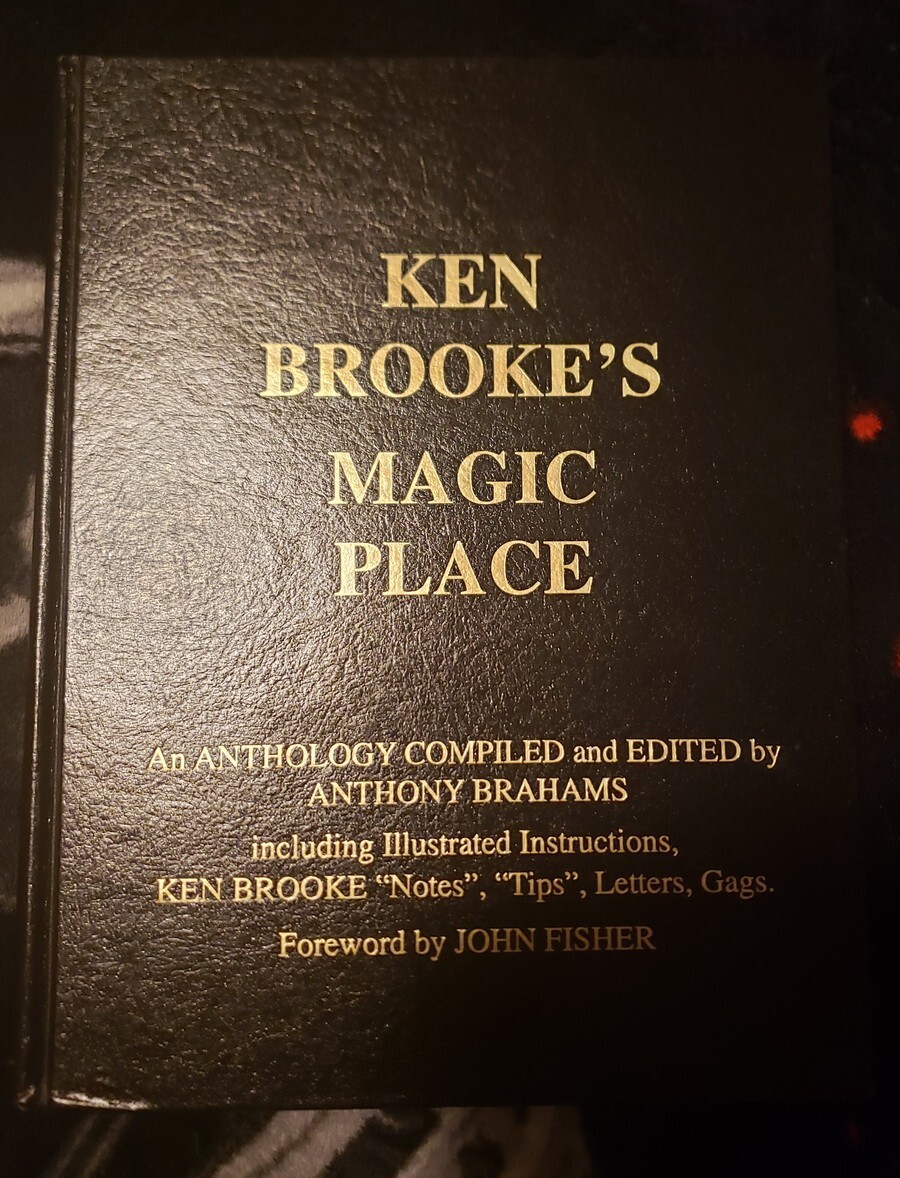 KEN
BROOKE’S
MAGIC
PLACE
An ANTHOLOGY COMPILED and EDITED by
ANTHONY BRAHAMS
including Illustrated Instructions,
KEN BROOKE “Notes”, “Tips”, Letters, Gags.
Foreword by JOHN FISHER